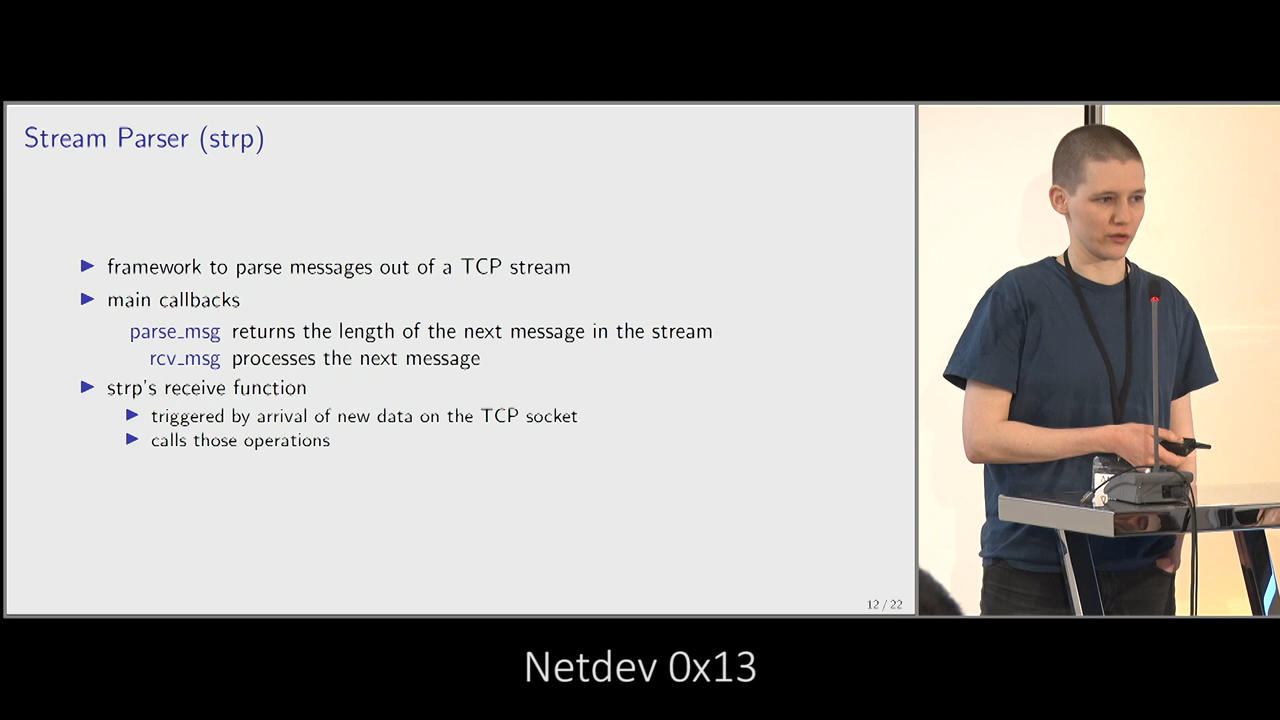 Stream Parser (strp)
framework to parse messages out of a TCP stream
main callbacks
parse_msg returns the length of the next message in the stream
rcv_msg processes the next message
strp's receive function
triggered by arrival of new data on the TCP socket
calls those operations
12 / 22
Netdev 0x13